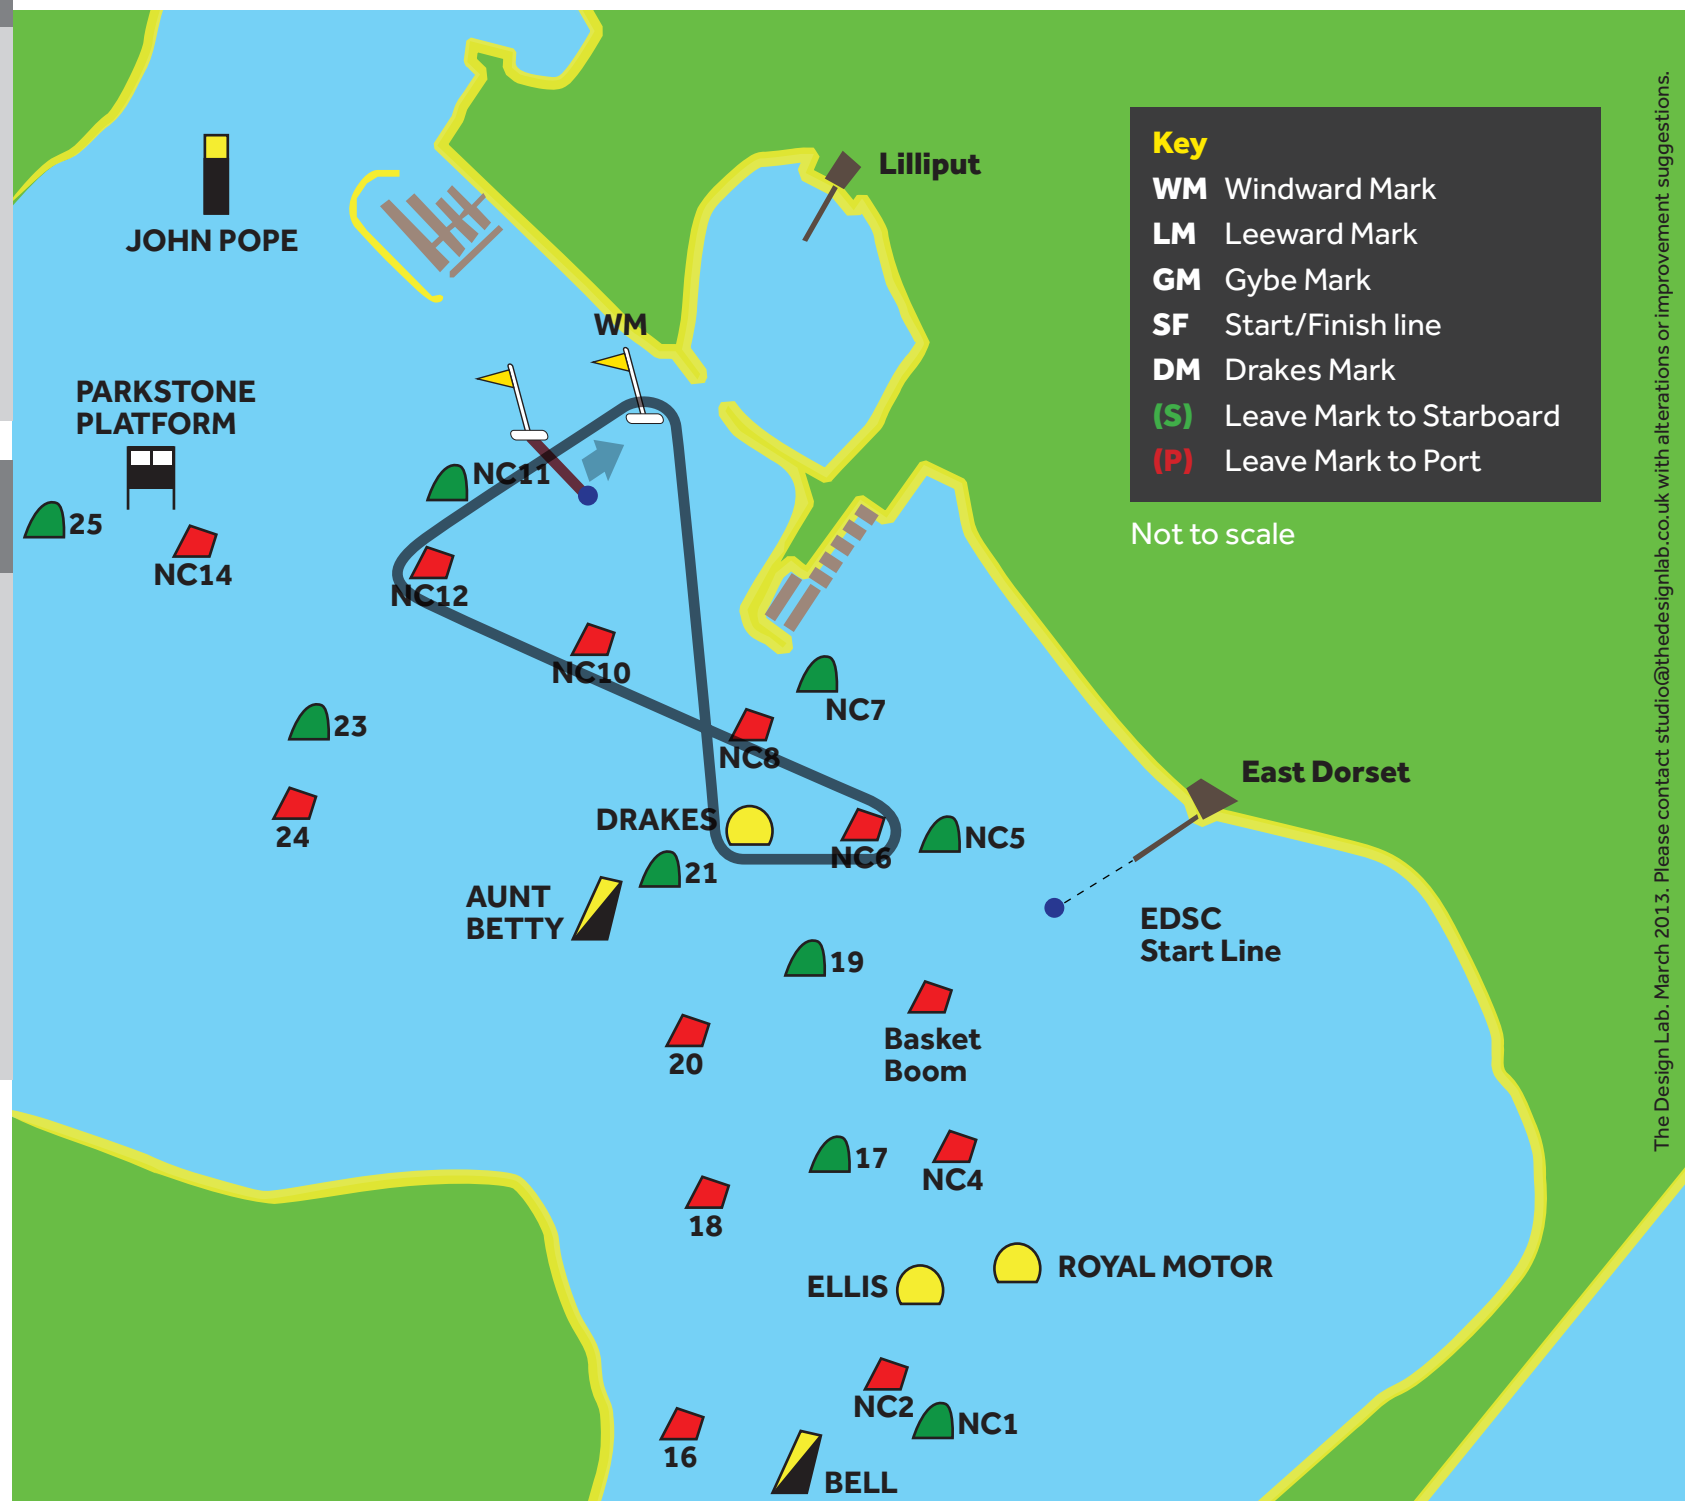 Lilliput
JOHN POPE
WM
PARKSTONE
PLATFORM
NC11
25
NC14
NC12
NC10
NC7
23
NC8
East Dorset
DRAKES
24
NC5
NC6
21
AUNT
BETTY
EDSC
Start Line
19
Basket
Boom
20
17
NC4
18
ROYAL MOTOR
ELLIS
NC2
NC1
16
BELL
Key
WM Windward Mark
LM Leeward Mark
GM Gybe Mark
SF Start/Finish line
DM Drakes Mark
(S) Leave Mark to Starboard
(P) Leave Mark to Port
Not to scale
The Design Lab. March 2013. Please contact studio@thedesignlab.co.uk with alterations or improvement suggestions.